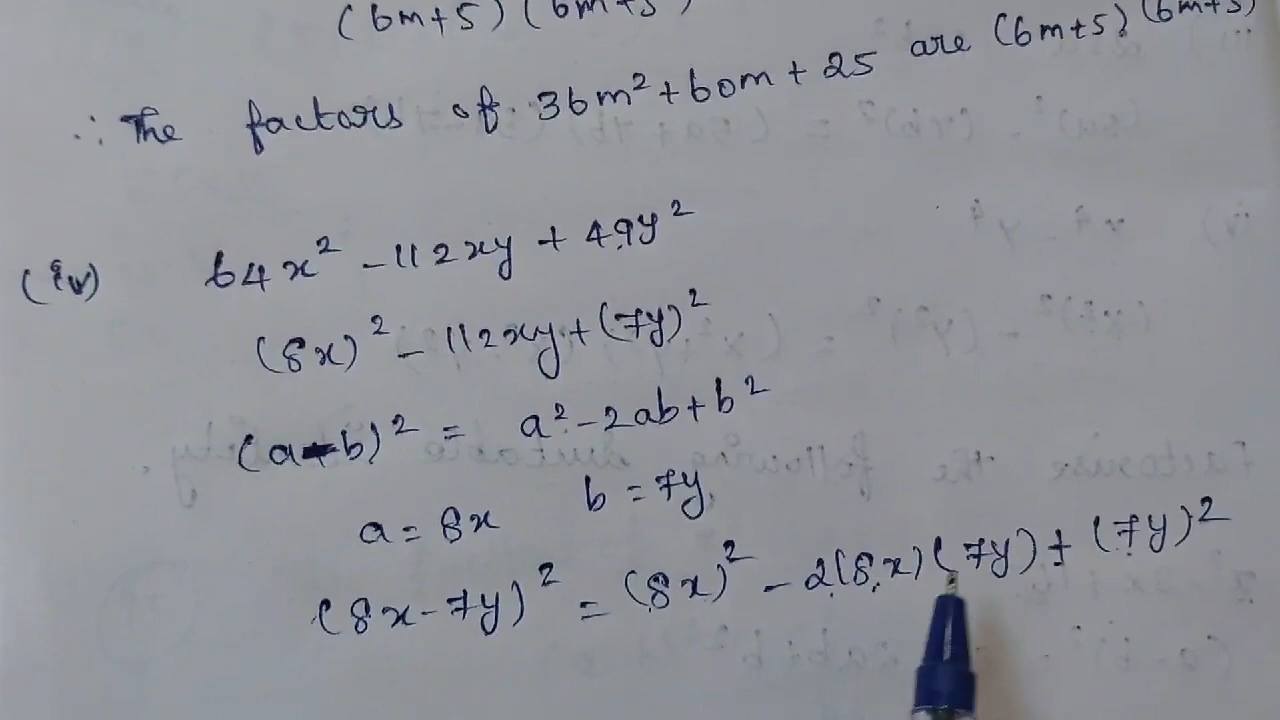 (6m+5) (6m+5)
∴ The factors of 36m²+60m+25 are (6m+5) (6m+5)
(iv) 64x² - 112xy + 49y²
(8x)² - 112xy + (7y)²
(a-b)² = a² - 2ab + b²
a = 8x b = 7y
(8x - 7y)² = (8x)² - 2(8x)(7y) + (7y)²